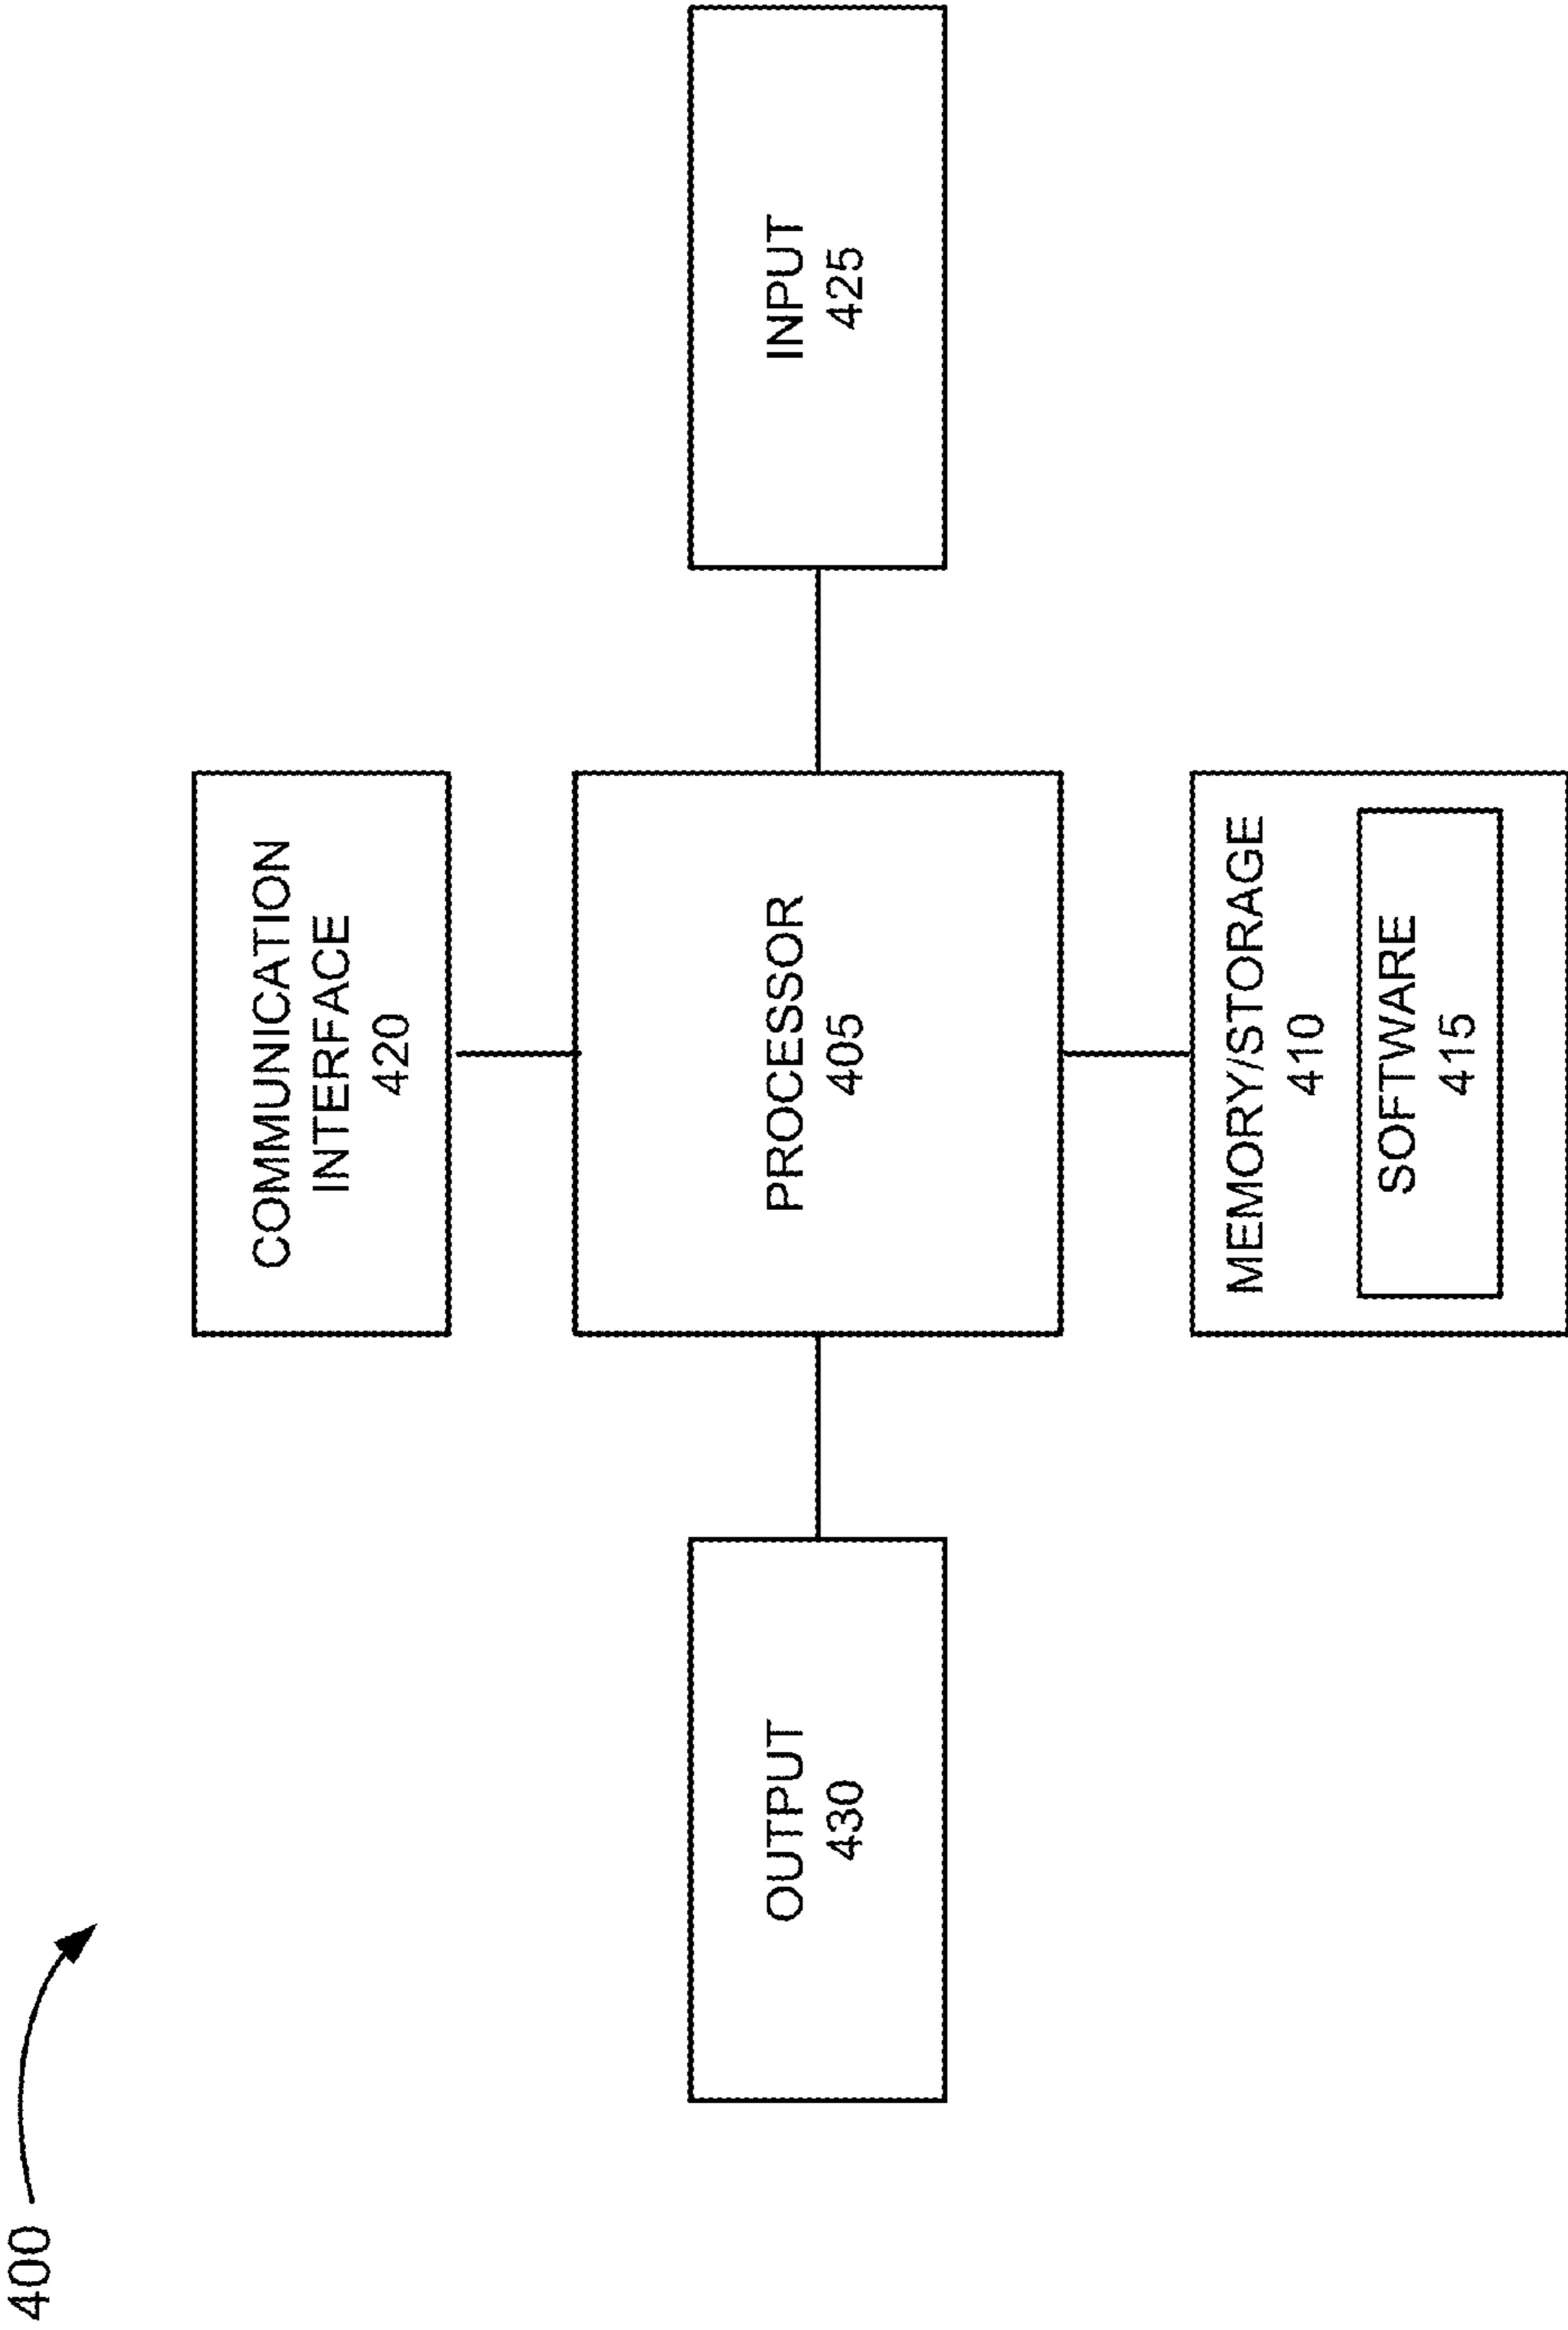 400
COMMUNICATION
INTERFACE
420
OUTPUT
430
PROCESSOR
405
INPUT
425
MEMORY/STORAGE
410
SOFTWARE
415